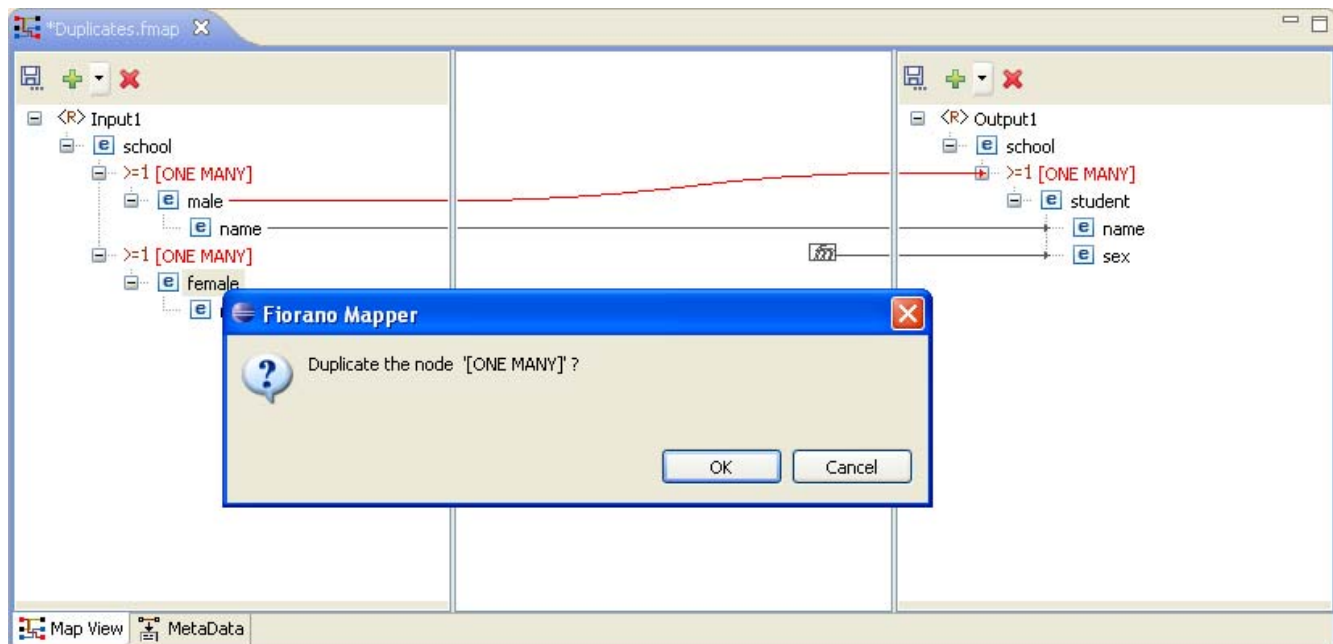 *Duplicates.fmap
<R> Input1
e school
>=1 [ONE MANY]
e male
e name
>=1 [ONE MANY]
e female
e
<R> Output1
e school
>=1 [ONE MANY]
e student
e name
e sex
Fiorano Mapper
Duplicate the node '[ONE MANY]' ?
OK Cancel
Map View MetaData